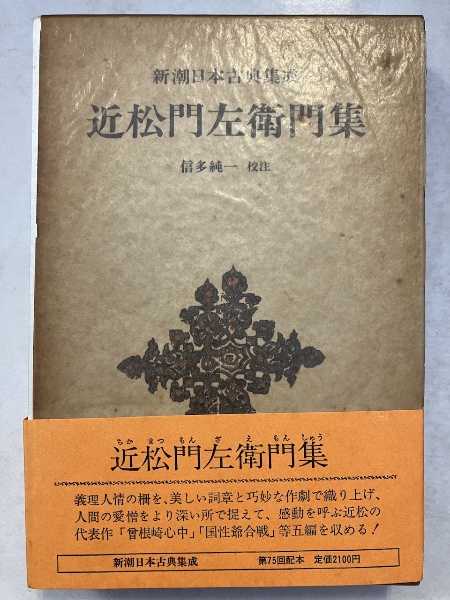 新潮日本古典集成
近松門左衛門集
信多純一 校注
ちか まつ もん ざ え もん しゅう
近松門左衛門集
義理人情の柵を、美しい詞章と巧妙な作劇で織り上げ、
人間の愛憎をより深い所で捉えて、感動を呼ぶ近松の
代表作「曾根崎心中」「国性爺合戦」等五編を収める!
新潮日本古典集成 第75回配本 定価2100円